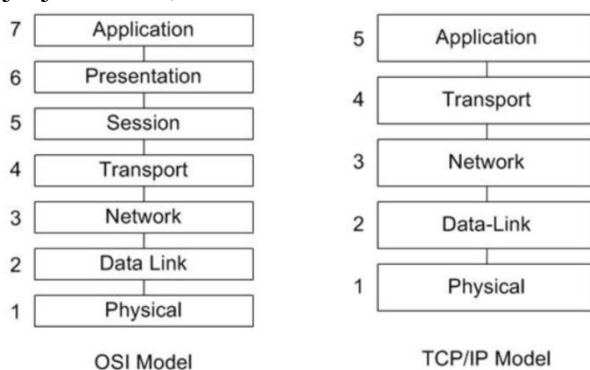 7 Application
6 Presentation
5 Session
4 Transport
3 Network
2 Data Link
1 Physical
OSI Model
5 Application
4 Transport
3 Network
2 Data-Link
1 Physical
TCP/IP Model